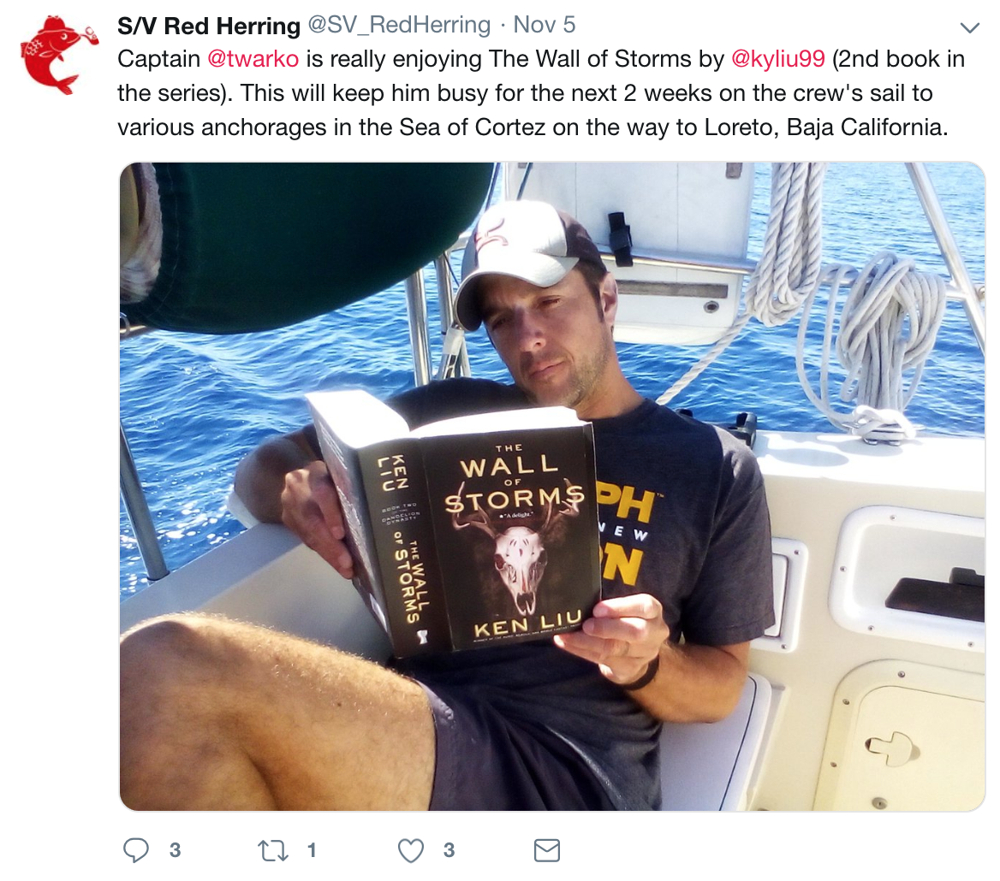 S/V Red Herring @SV_RedHerring · Nov 5
Captain @twarko is really enjoying The Wall of Storms by @kyliu99 (2nd book in
the series). This will keep him busy for the next 2 weeks on the crew's sail to
various anchorages in the Sea of Cortez on the way to Loreto, Baja California.
KEN
LIU
BOOK TWO
OF THE
DANDELION
DYNASTY
THE WALL
OF STORMS
THE
WALL
OF
STORMS
★"A delight."
KEN LIU
PH™
NEW
N
3
1
3